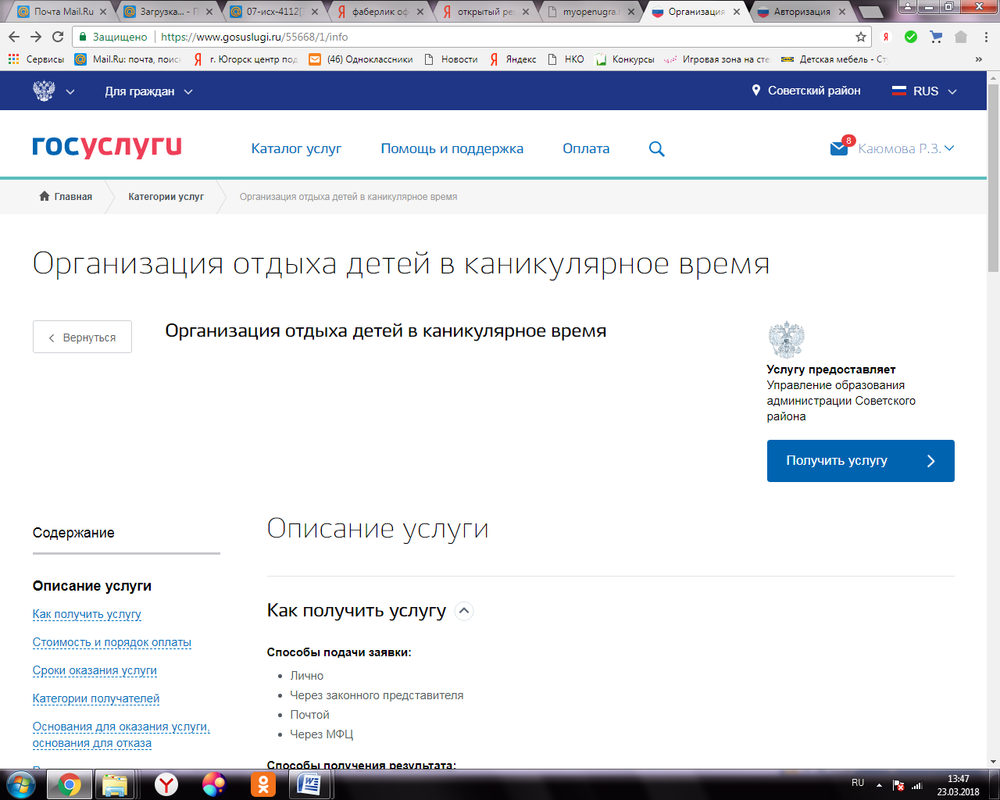 Почта Mail.Ru
Загрузка... - П
07-исх-4112[
фаберлик оф
открытый ре
myopenugra.
Организация
Авторизация
Защищено
https://www.gosuslugi.ru/55668/1/info
Сервисы
Mail.Ru: почта, поис
г. Югорск центр под
(46) Одноклассники
Новости
Яндекс
НКО
Конкурсы
Игровая зона на сте
Детская мебель - Ст
»
Для граждан
Советский район
RUS
госуслуги
Каталог услуг
Помощь и поддержка
Оплата
8
Каюмова Р.З.
Главная
Категории услуг
Организация отдыха детей в каникулярное время
Организация отдыха детей в каникулярное время
Вернуться
Организация отдыха детей в каникулярное время
Услугу предоставляет
Управление образования
администрации Советского
района
Получить услугу
Содержание
Описание услуги
Как получить услугу
Стоимость и порядок оплаты
Сроки оказания услуги
Категории получателей
Основания для оказания услуги,
основания для отказа
Описание услуги
Как получить услугу
Способы подачи заявки:
Лично
Через законного представителя
Почтой
Через МФЦ
Способы получения результата:
RU
13:47
23.03.2018